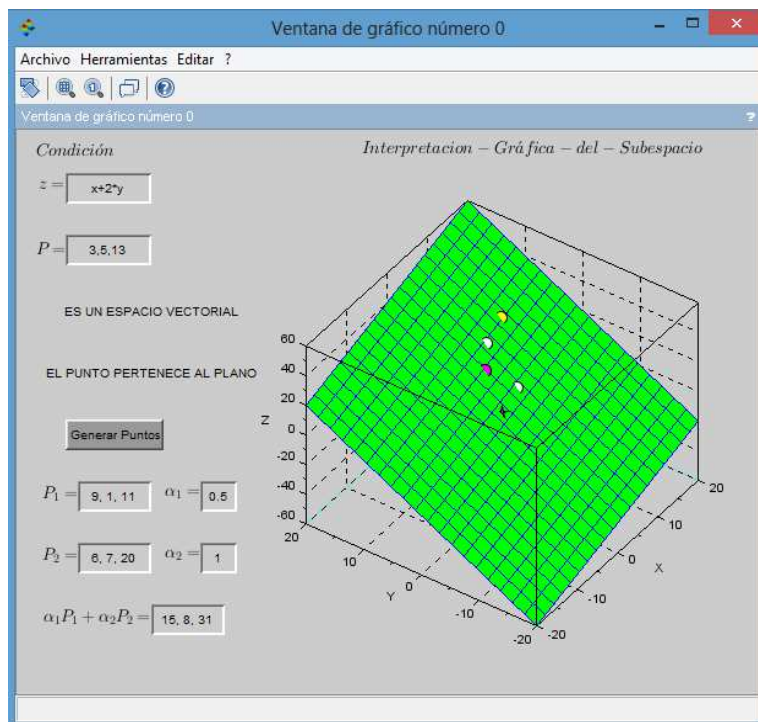 Ventana de gráfico número 0
Archivo Herramientas Editar ?
Ventana de gráfico número 0 ?
Condición
Interpretacion – Gráfica – del – Subespacio
z = x+2*y
P = 3,5,13
ES UN ESPACIO VECTORIAL
EL PUNTO PERTENECE AL PLANO
Generar Puntos
P₁ = 9, 1, 11 α₁ = 0.5
P₂ = 6, 7, 20 α₂ = 1
α₁P₁ + α₂P₂ = 15, 8, 31
Z
60
40
20
0
-20
-40
-60
Y
20
10
0
-10
-20
X
-20
-10
0
10
20